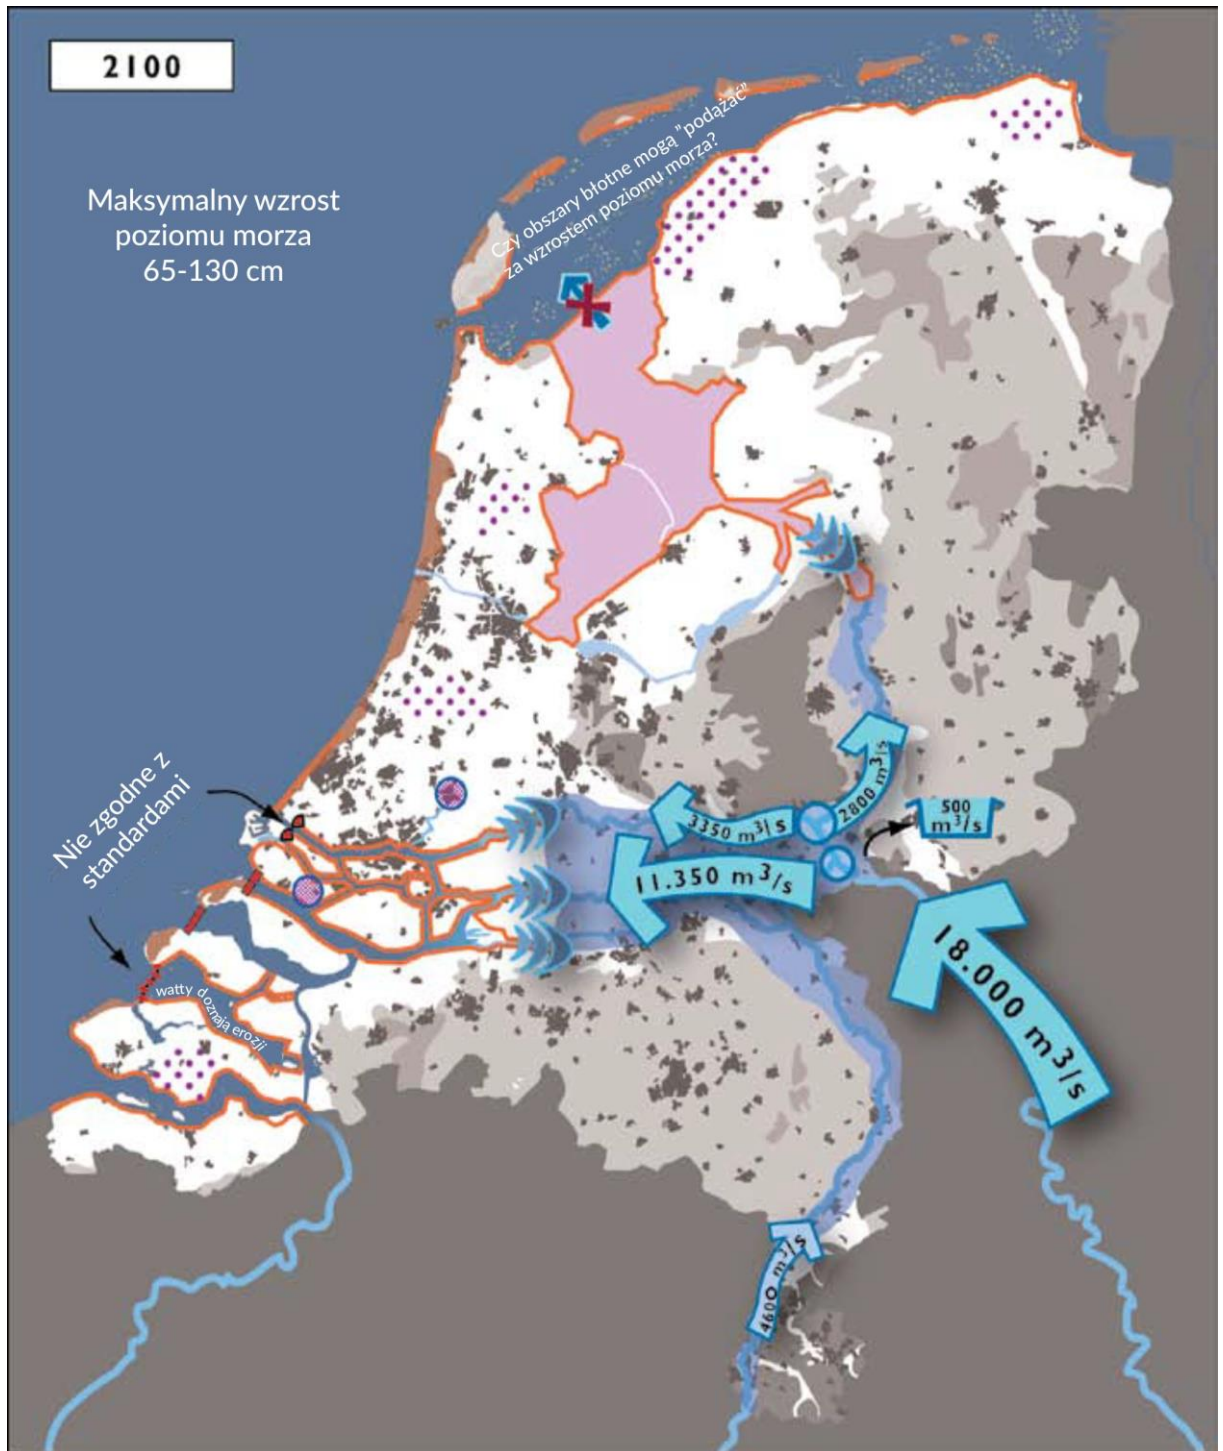 2100
Maksymalny wzrost
poziomu morza
65-130 cm
Czy obszary błotne mogą "podążać"
za wzrostem poziomu morza?
Nie zgodne z
standardami
watty doznają erozji
2800 m³/s
3350 m³/s
500
m³/s
11.350 m³/s
18.000 m³/s
4600 m³/s